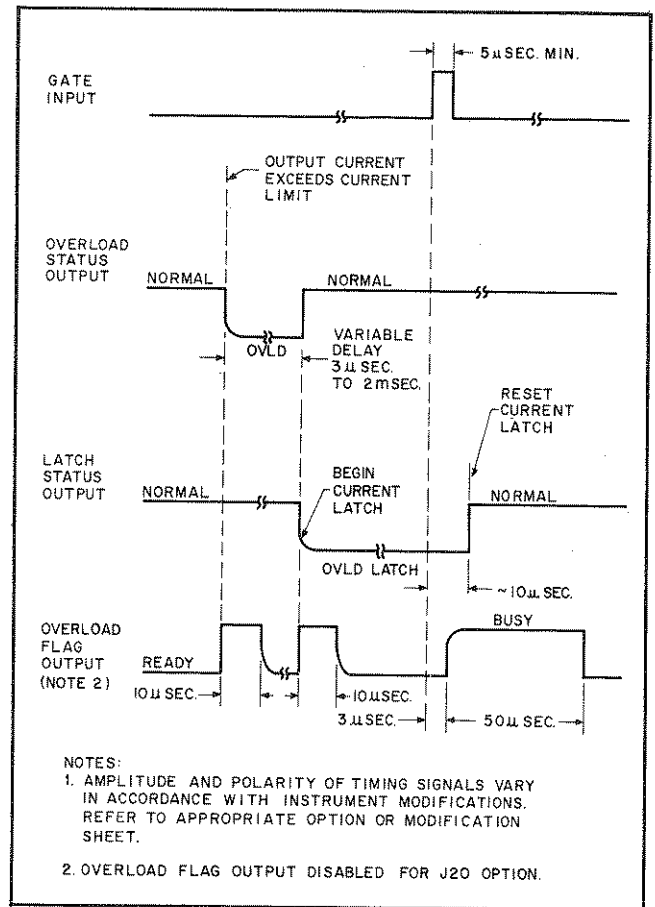 5μSEC. MIN.
GATE
INPUT
OUTPUT CURRENT
EXCEEDS CURRENT
LIMIT
OVERLOAD
STATUS
OUTPUT
NORMAL
NORMAL
OVLD
VARIABLE
DELAY
3μSEC.
TO 2mSEC.
RESET
CURRENT
LATCH
LATCH
STATUS
OUTPUT
NORMAL
BEGIN
CURRENT
LATCH
NORMAL
OVLD LATCH
~10μSEC.
OVERLOAD
FLAG
OUTPUT
(NOTE 2)
READY
BUSY
10μSEC.
10μSEC.
3μSEC.
50μSEC.
NOTES:
1. AMPLITUDE AND POLARITY OF TIMING SIGNALS VARY
IN ACCORDANCE WITH INSTRUMENT MODIFICATIONS.
REFER TO APPROPRIATE OPTION OR MODIFICATION
SHEET.
2. OVERLOAD FLAG OUTPUT DISABLED FOR J20 OPTION.